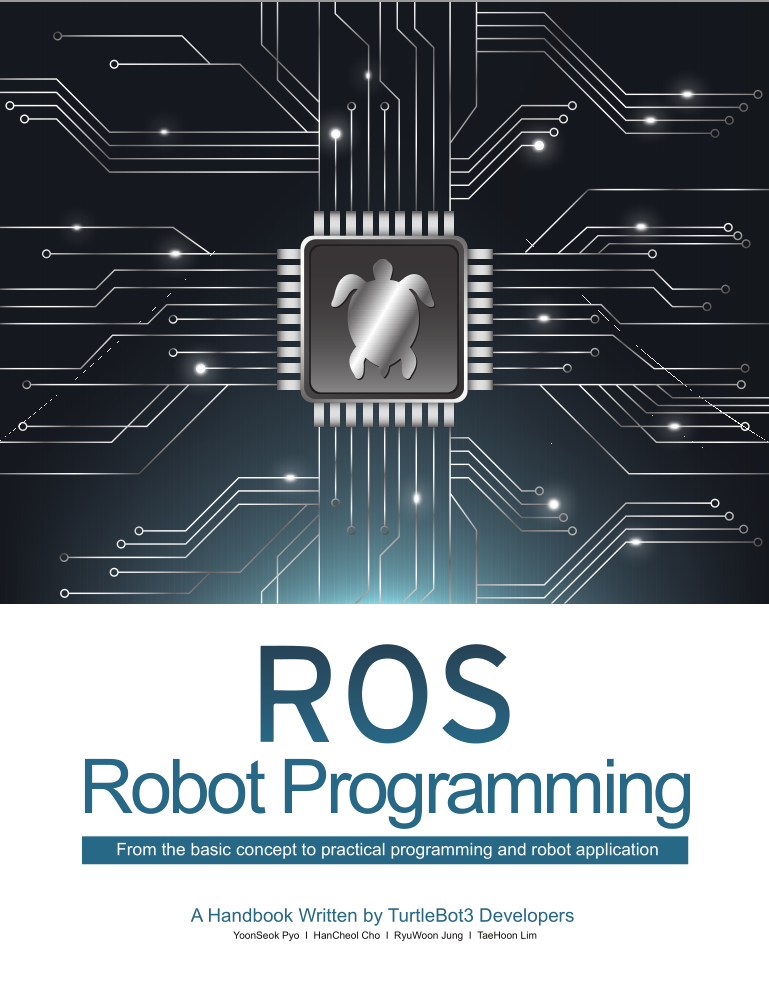 ROS
Robot Programming
From the basic concept to practical programming and robot application
A Handbook Written by TurtleBot3 Developers
YoonSeok Pyo I HanCheol Cho I RyuWoon Jung I TaeHoon Lim